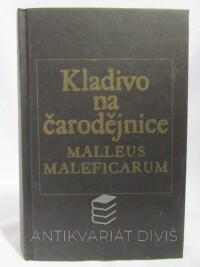 Kladivo
na
čarodějnice
MALLEUS
MALEFICARUM
ANTIKVARIÁT DIVIŠ